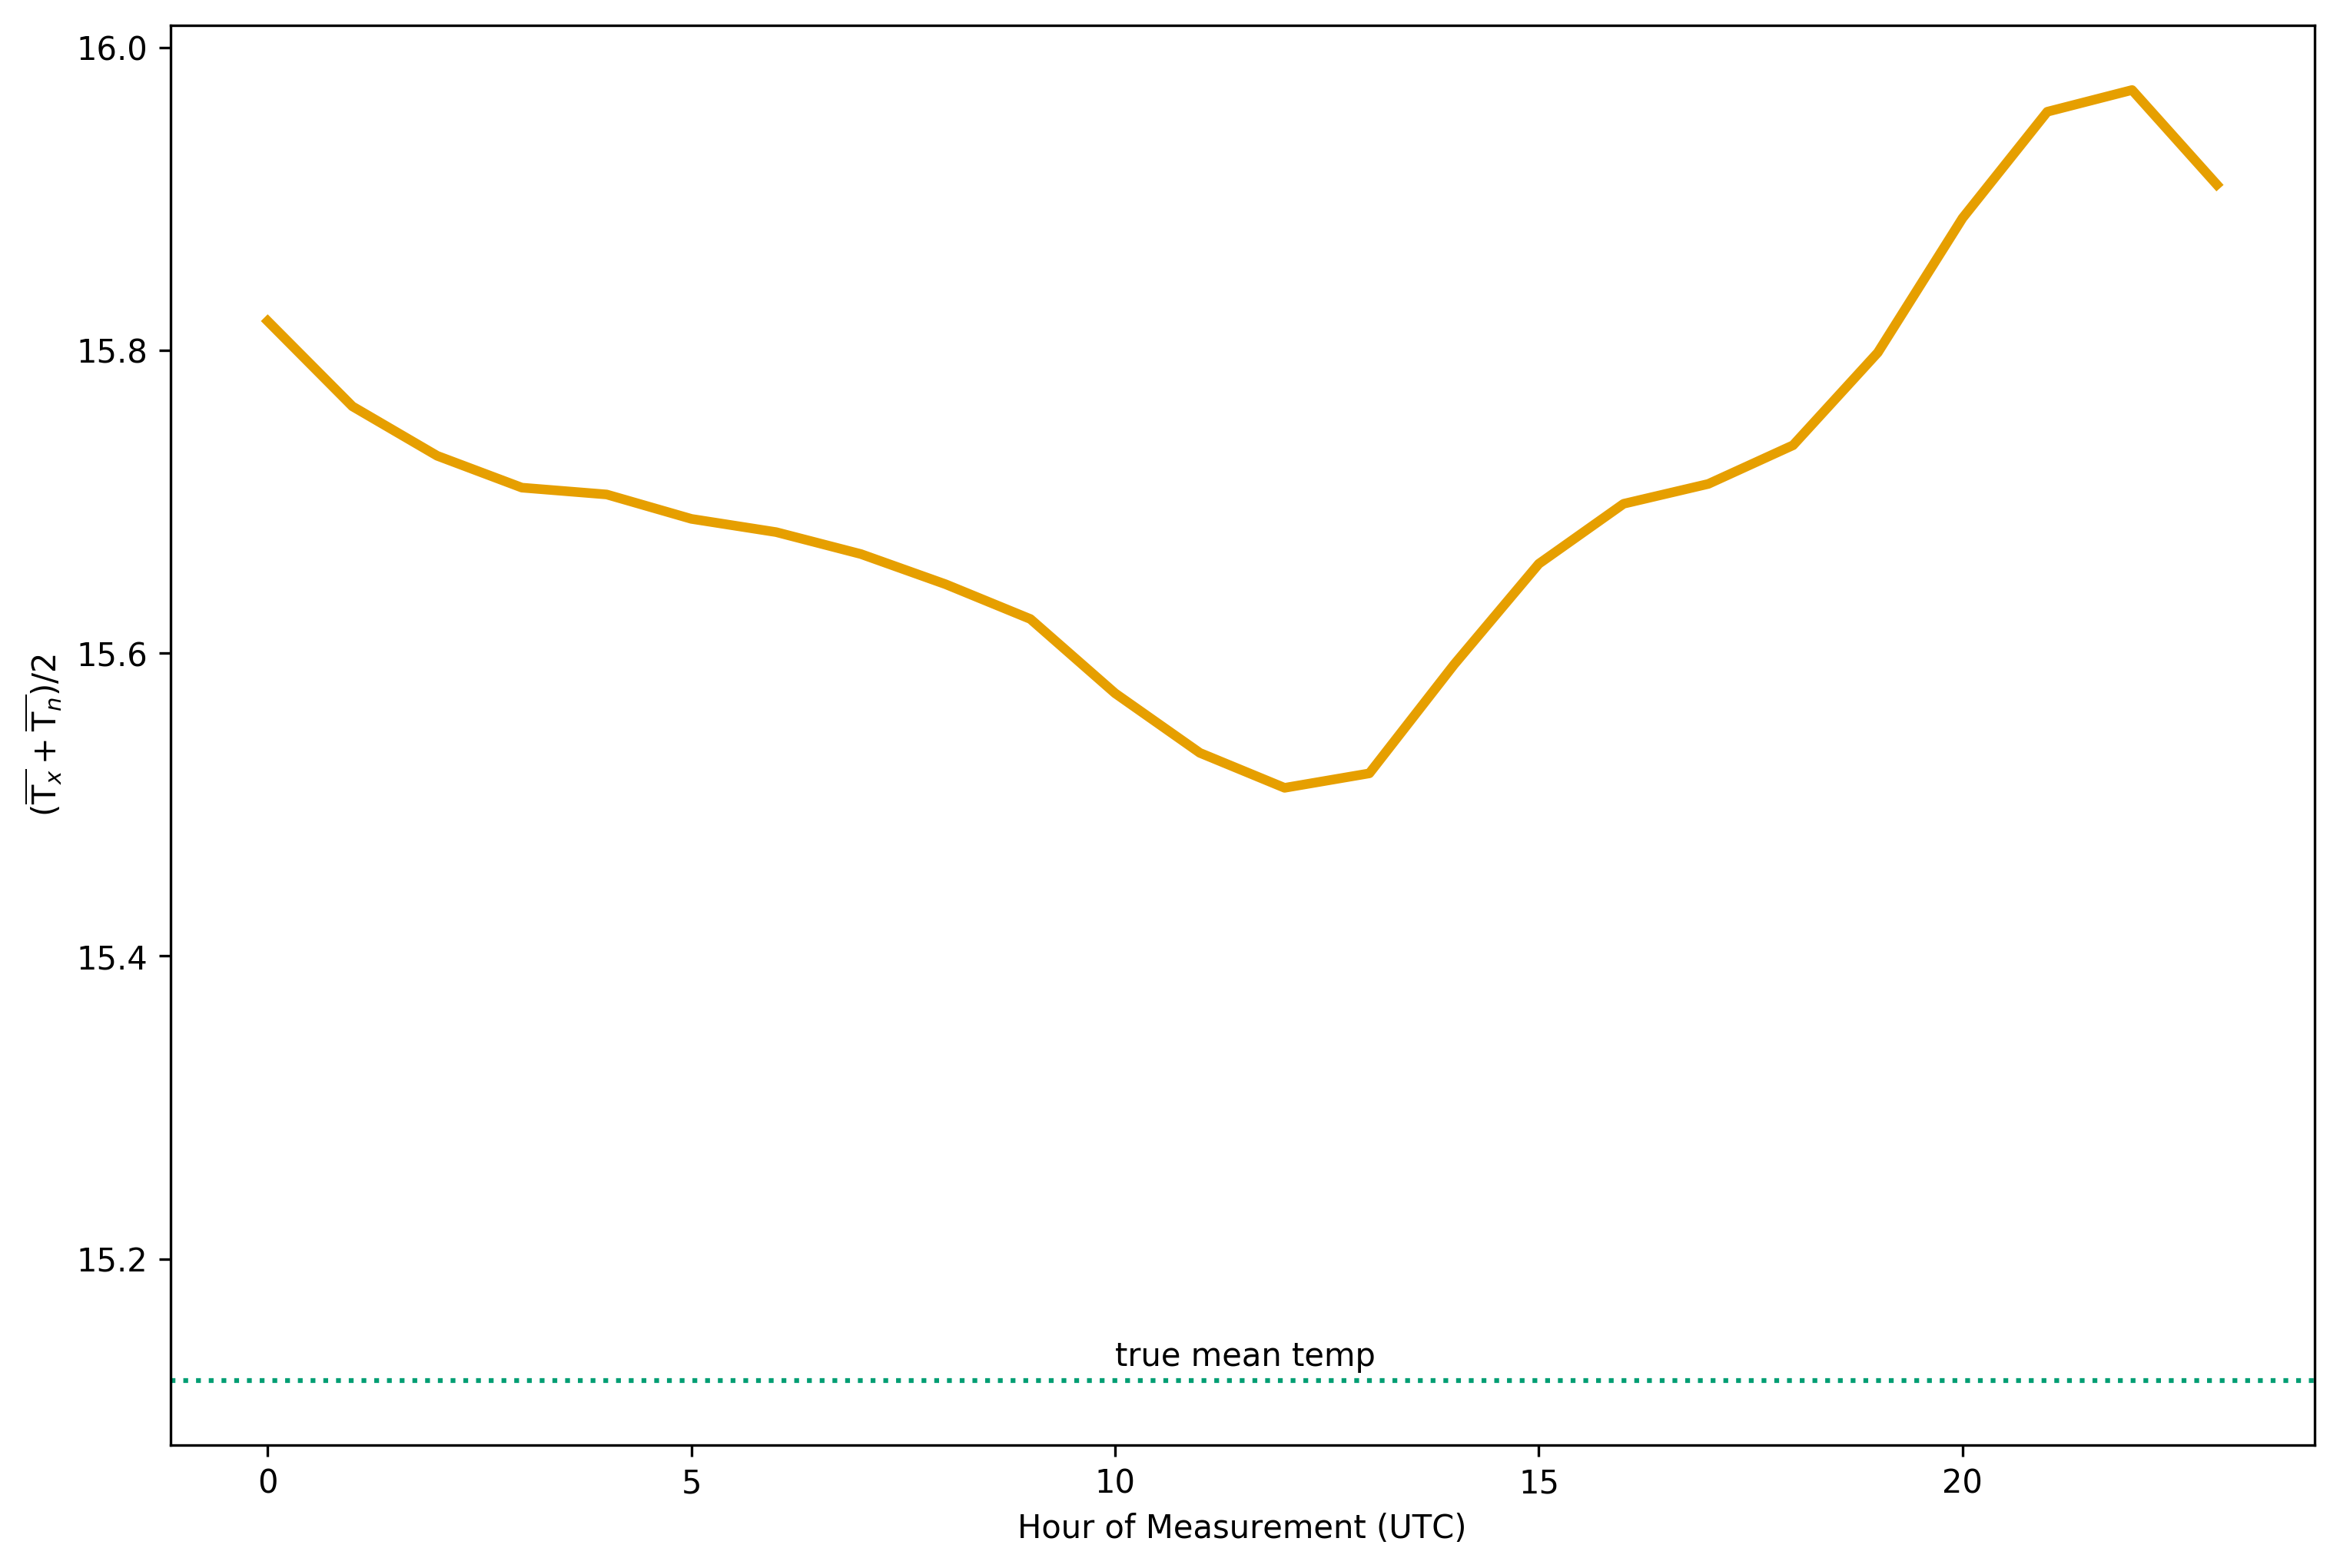 16.0
15.8
15.6
15.4
15.2
(T̅ₓ + T̅ₙ)/2
true mean temp
0 5 10 15 20
Hour of Measurement (UTC)